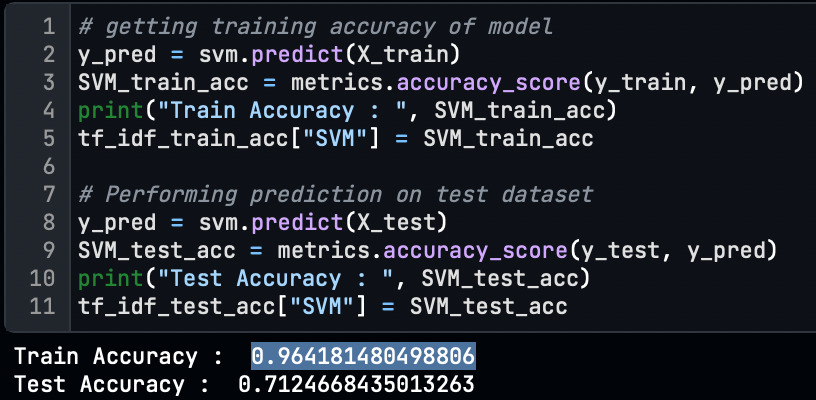 1 # getting training accuracy of model
2 y_pred = svm.predict(X_train)
3 SVM_train_acc = metrics.accuracy_score(y_train, y_pred)
4 print("Train Accuracy : ", SVM_train_acc)
5 tf_idf_train_acc["SVM"] = SVM_train_acc
6
7 # Performing prediction on test dataset
8 y_pred = svm.predict(X_test)
9 SVM_test_acc = metrics.accuracy_score(y_test, y_pred)
10 print("Test Accuracy : ", SVM_test_acc)
11 tf_idf_test_acc["SVM"] = SVM_test_acc
Train Accuracy :  0.964181480498806
Test Accuracy :  0.7124668435013263